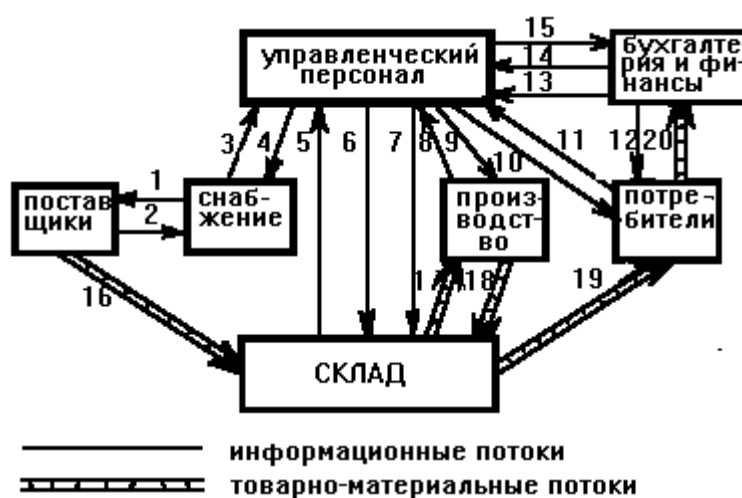 15
управленческий
персонал
14
13
бухгалте
рия и фи-
нансы
3
4
5
6
7
8
9
10
11
12
20
1
2
постав
щики
снаб-
жение
произ-
водст-
во
потре-
бители
16
1
18
19
СКЛАД
информационные потоки
товарно-материальные потоки